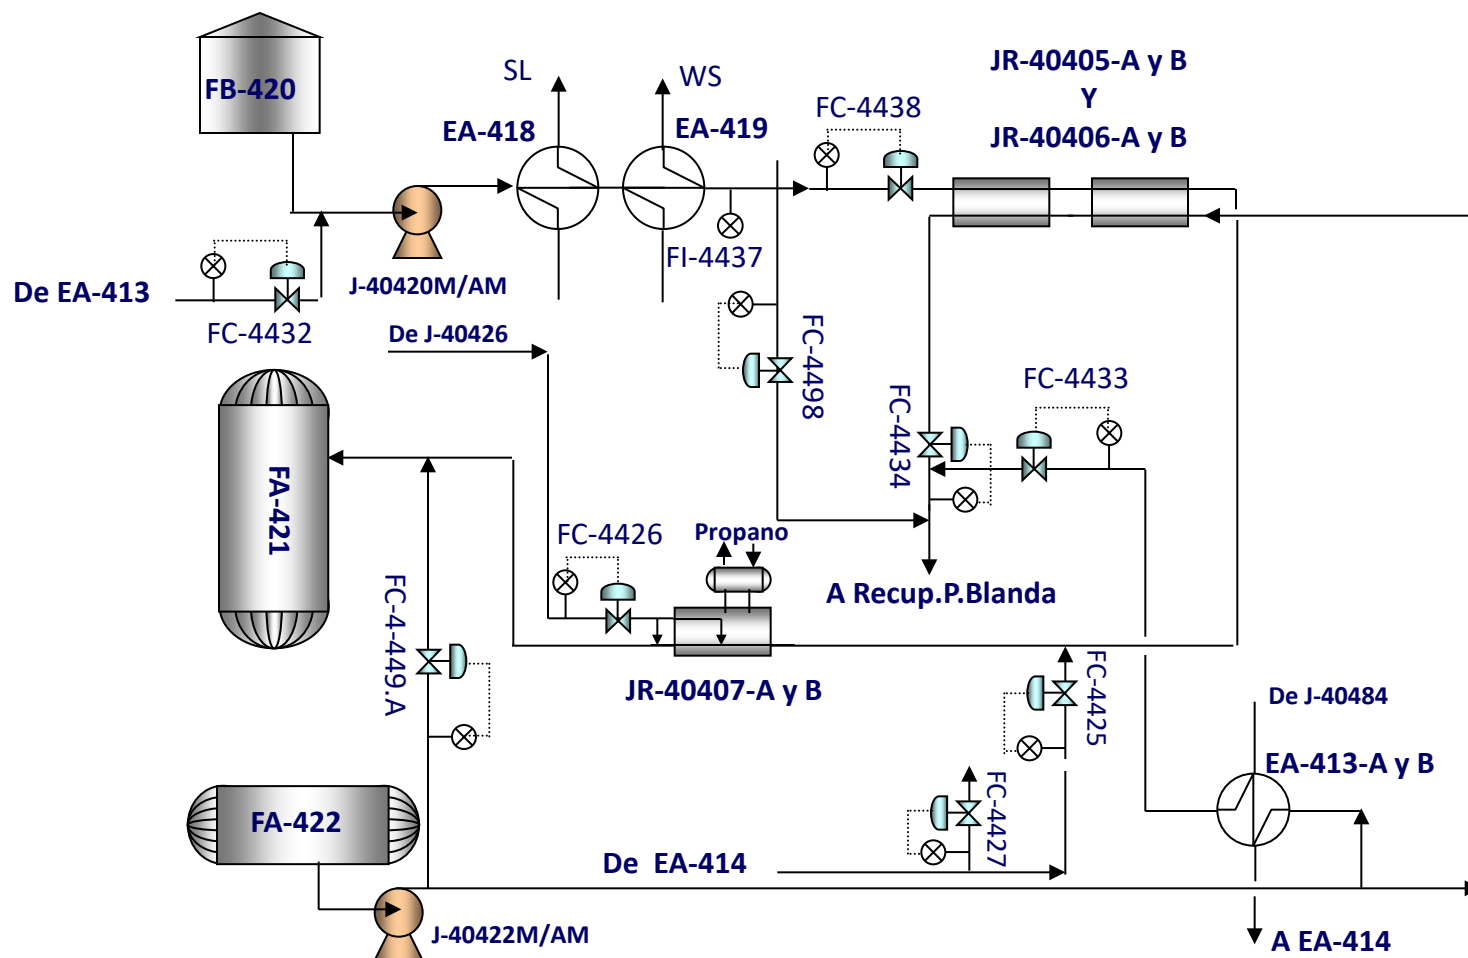 FB-420
SL
WS
EA-418
EA-419
FC-4438
JR-40405-A y B
Y
JR-40406-A y B
De EA-413
FC-4432
J-40420M/AM
FI-4437
De J-40426
FC-4498
FC-4434
FC-4433
FA-421
FC-4426
Propano
A Recup.P.Blanda
FC-4-449.A
JR-40407-A y B
FC-4425
De J-40484
EA-413-A y B
FC-4427
FA-422
De EA-414
J-40422M/AM
A EA-414